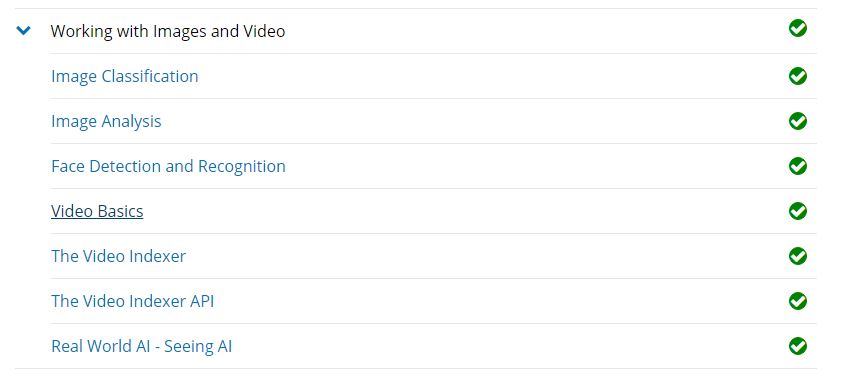 Working with Images and Video
Image Classification
Image Analysis
Face Detection and Recognition
Video Basics
The Video Indexer
The Video Indexer API
Real World AI - Seeing AI